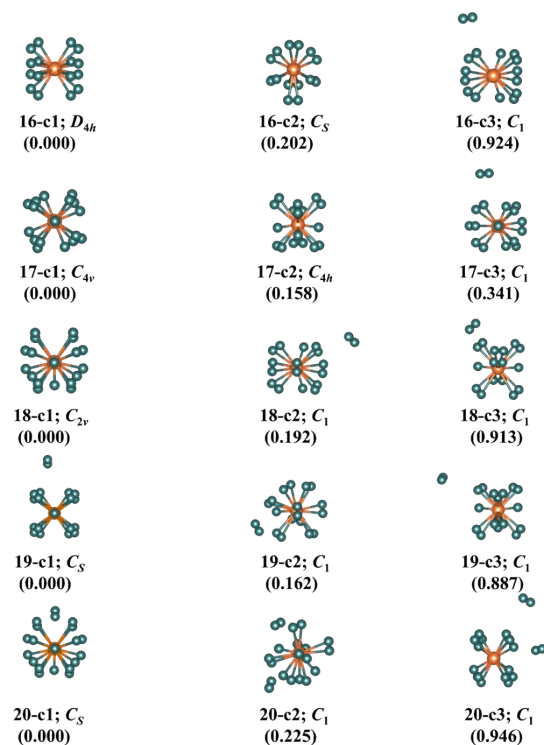 16-c1; D4h
(0.000)
16-c2; CS
(0.202)
16-c3; C1
(0.924)
17-c1; C4v
(0.000)
17-c2; C4h
(0.158)
17-c3; C1
(0.341)
18-c1; C2v
(0.000)
18-c2; C1
(0.192)
18-c3; C1
(0.913)
19-c1; CS
(0.000)
19-c2; C1
(0.162)
19-c3; C1
(0.887)
20-c1; CS
(0.000)
20-c2; C1
(0.225)
20-c3; C1
(0.946)